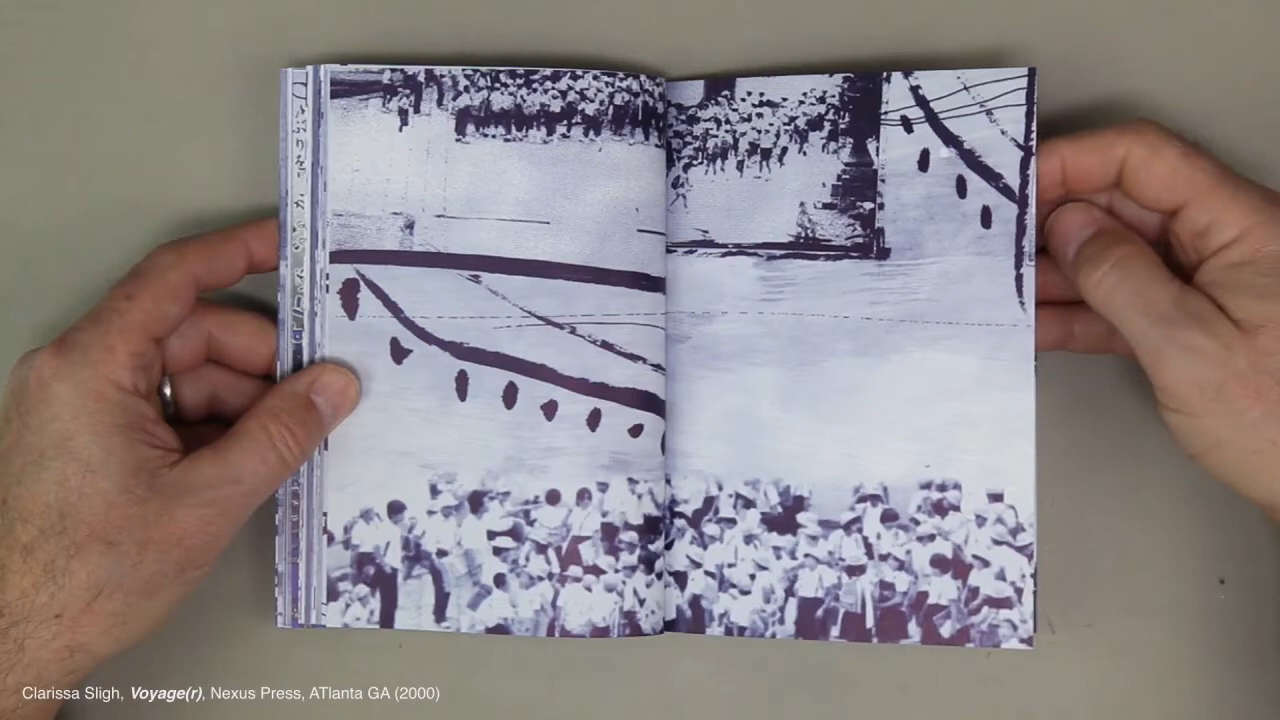 Clarissa Sligh, Voyage(r), Nexus Press, ATlanta GA (2000)